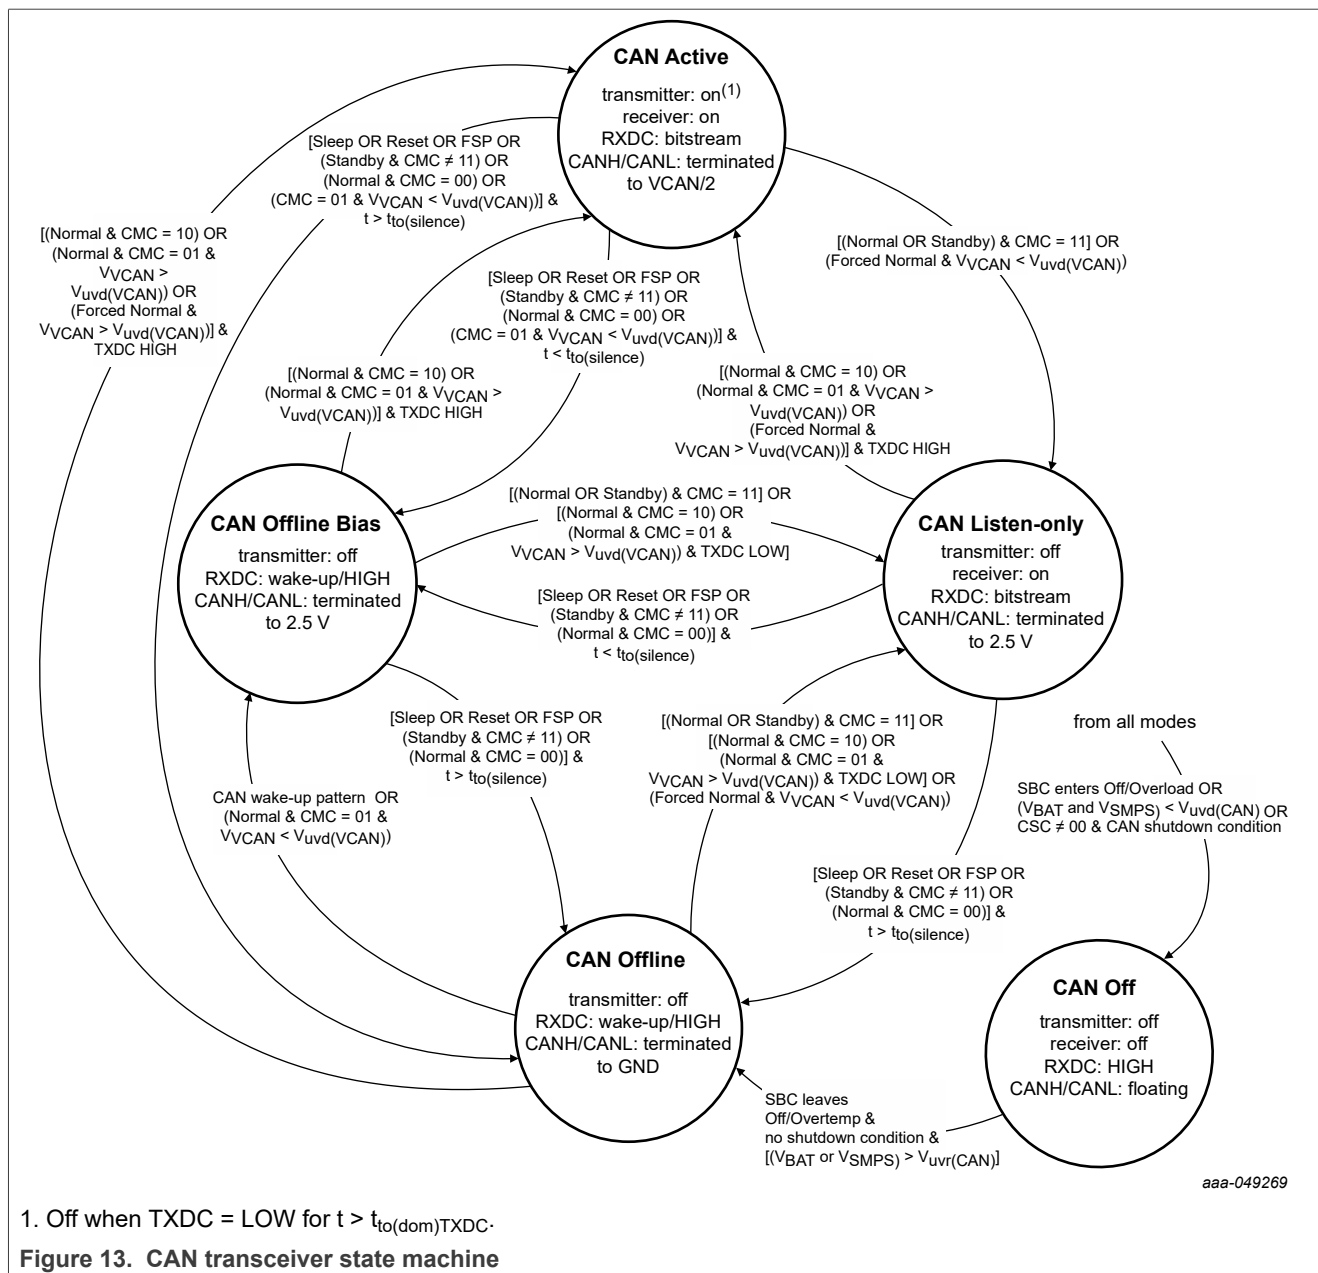 CAN Active
transmitter: on(1)
receiver: on
RXDC: bitstream
CANH/CANL: terminated
to VCAN/2
[Sleep OR Reset OR FSP OR
(Standby & CMC ≠ 11) OR
(Normal & CMC = 00) OR
(CMC = 01 & VVCAN < Vuvd(VCAN))] &
t > tto(silence)
[(Normal & CMC = 10) OR
(Normal & CMC = 01 &
VVCAN >
Vuvd(VCAN)) OR
(Forced Normal &
VVCAN > Vuvd(VCAN))] &
TXDC HIGH
[(Normal OR Standby) & CMC = 11] OR
(Forced Normal & VVCAN < Vuvd(VCAN))
[Sleep OR Reset OR FSP OR
(Standby & CMC ≠ 11) OR
(Normal & CMC = 00) OR
(CMC = 01 & VVCAN < Vuvd(VCAN))] &
t < tto(silence)
[(Normal & CMC = 10) OR
(Normal & CMC = 01 & VVCAN >
Vuvd(VCAN))] & TXDC HIGH
[(Normal & CMC = 10) OR
(Normal & CMC = 01 & VVCAN >
Vuvd(VCAN)) OR
(Forced Normal &
VVCAN > Vuvd(VCAN))] & TXDC HIGH
CAN Offline Bias
transmitter: off
RXDC: wake-up/HIGH
CANH/CANL: terminated
to 2.5 V
[(Normal OR Standby) & CMC = 11] OR
[(Normal & CMC = 10) OR
(Normal & CMC = 01 &
VVCAN > Vuvd(VCAN)) & TXDC LOW]
CAN Listen-only
transmitter: off
receiver: on
RXDC: bitstream
CANH/CANL: terminated
to 2.5 V
[Sleep OR Reset OR FSP OR
(Standby & CMC ≠ 11) OR
(Normal & CMC = 00)] &
t < tto(silence)
[Sleep OR Reset OR FSP OR
(Standby & CMC ≠ 11) OR
(Normal & CMC = 00)] &
t > tto(silence)
[(Normal OR Standby) & CMC = 11] OR
[(Normal & CMC = 10) OR
(Normal & CMC = 01 &
VVCAN > Vuvd(VCAN)) & TXDC LOW] OR
(Forced Normal & VVCAN < Vuvd(VCAN))
from all modes
SBC enters Off/Overload OR
(VBAT and VSMPS) < Vuvd(CAN) OR
CSC ≠ 00 & CAN shutdown condition
CAN wake-up pattern OR
(Normal & CMC = 01 &
VVCAN < Vuvd(VCAN))
[Sleep OR Reset OR FSP OR
(Standby & CMC ≠ 11) OR
(Normal & CMC = 00)] &
t > tto(silence)
CAN Offline
transmitter: off
RXDC: wake-up/HIGH
CANH/CANL: terminated
to GND
CAN Off
transmitter: off
receiver: off
RXDC: HIGH
CANH/CANL: floating
SBC leaves
Off/Overtemp &
no shutdown condition &
[(VBAT or VSMPS) > Vuvr(CAN)]
aaa-049269
1. Off when TXDC = LOW for t > tto(dom)TXDC.
Figure 13. CAN transceiver state machine